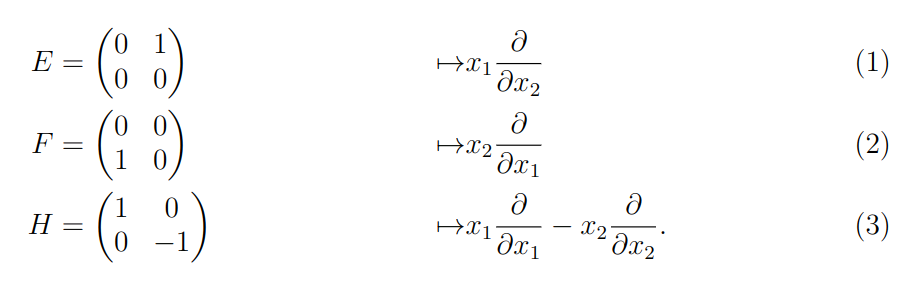 E = \begin{pmatrix} 0 & 1 \\ 0 & 0 \end{pmatrix} \mapsto x_1 \frac{\partial}{\partial x_2} (1)
F = \begin{pmatrix} 0 & 0 \\ 1 & 0 \end{pmatrix} \mapsto x_2 \frac{\partial}{\partial x_1} (2)
H = \begin{pmatrix} 1 & 0 \\ 0 & -1 \end{pmatrix} \mapsto x_1 \frac{\partial}{\partial x_1} - x_2 \frac{\partial}{\partial x_2}. (3)